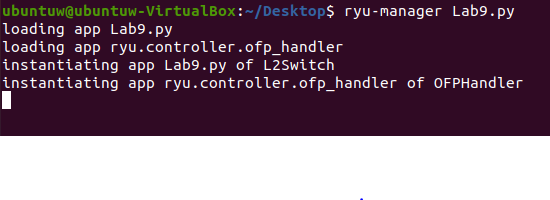 ubuntuw@ubuntuw-VirtualBox:~/Desktop$ ryu-manager Lab9.py
loading app Lab9.py
loading app ryu.controller.ofp_handler
instantiating app Lab9.py of L2Switch
instantiating app ryu.controller.ofp_handler of OFPHandler